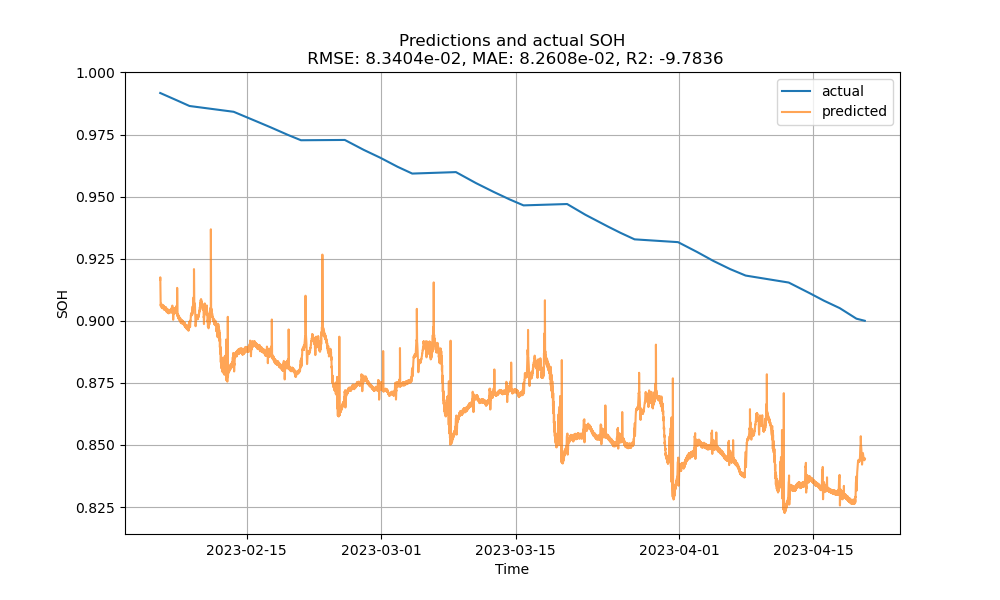 Predictions and actual SOH
RMSE: 8.3404e-02, MAE: 8.2608e-02, R2: -9.7836
actual
predicted
1.000
0.975
0.950
0.925
0.900
0.875
0.850
0.825
SOH
2023-02-15
2023-03-01
2023-03-15
2023-04-01
2023-04-15
Time